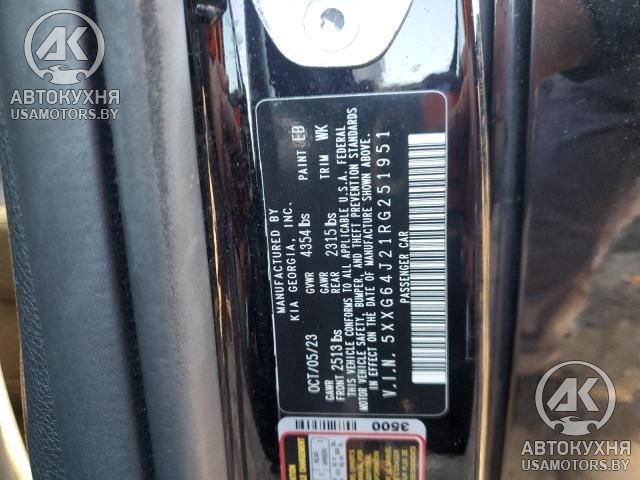 MANUFACTURED BY
KIA GEORGIA, INC.
OCT/05/23 GVWR 4354 lbs PAINT EB
GAWR FRONT 2513 lbs GAWR REAR 2315 lbs TRIM WK
THIS VEHICLE CONFORMS TO ALL APPLICABLE U.S.A. FEDERAL
MOTOR VEHICLE SAFETY, BUMPER, AND THEFT PREVENTION STANDARDS
IN EFFECT ON THE DATE OF MANUFACTURE SHOWN ABOVE.
V.I.N. 5XXG64J21RG251951
PASSENGER CAR
3500
АК
АВТОКУХНЯ
USAMOTORS.BY
АК
АВТОКУХНЯ
USAMOTORS.BY